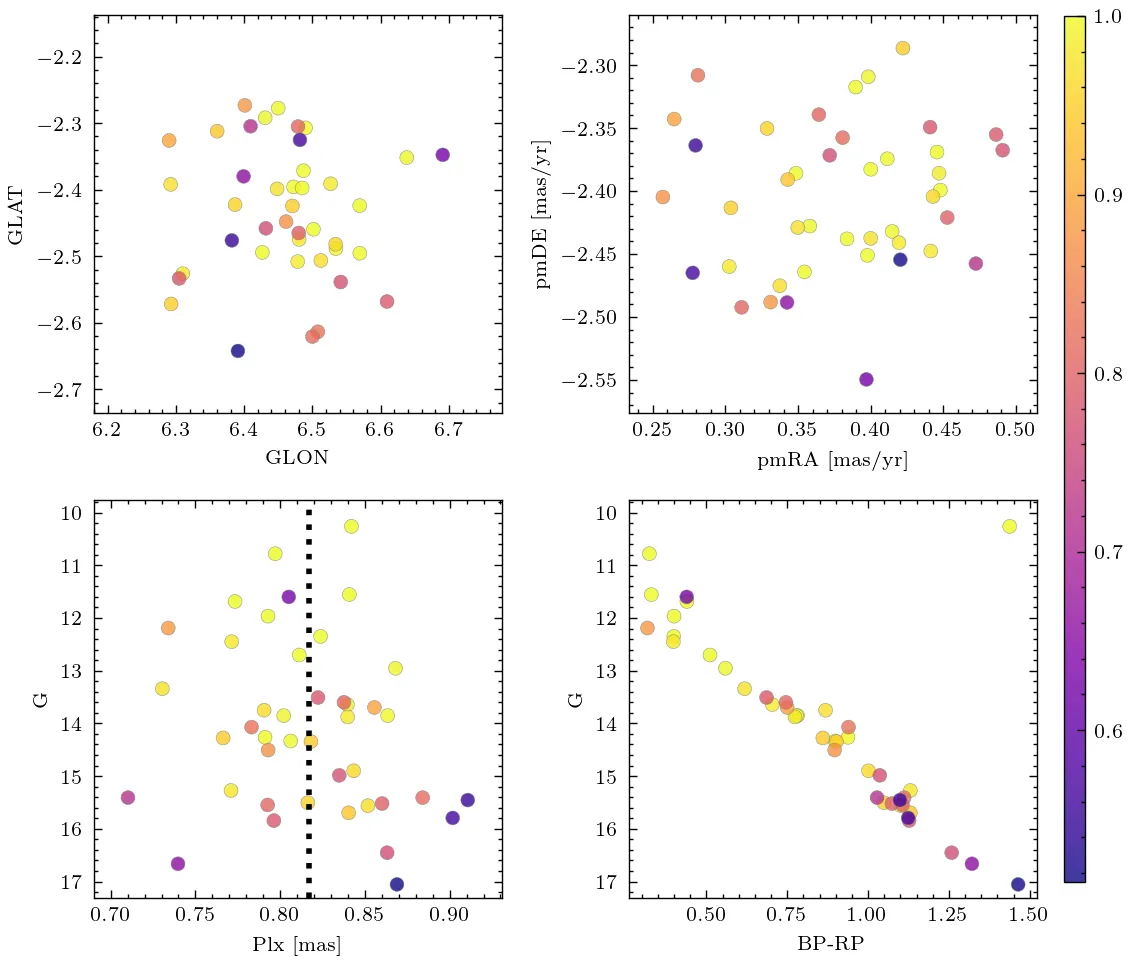 −2.2
−2.3
−2.4
−2.5
−2.6
−2.7
GLAT
6.2 6.3 6.4 6.5 6.6 6.7
GLON
−2.30
−2.35
−2.40
−2.45
−2.50
−2.55
pmDE [mas/yr]
0.25 0.30 0.35 0.40 0.45 0.50
pmRA [mas/yr]
10
11
12
13
14
15
16
17
G
0.70 0.75 0.80 0.85 0.90
Plx [mas]
10
11
12
13
14
15
16
17
G
0.50 0.75 1.00 1.25 1.50
BP-RP
1.0
0.9
0.8
0.7
0.6